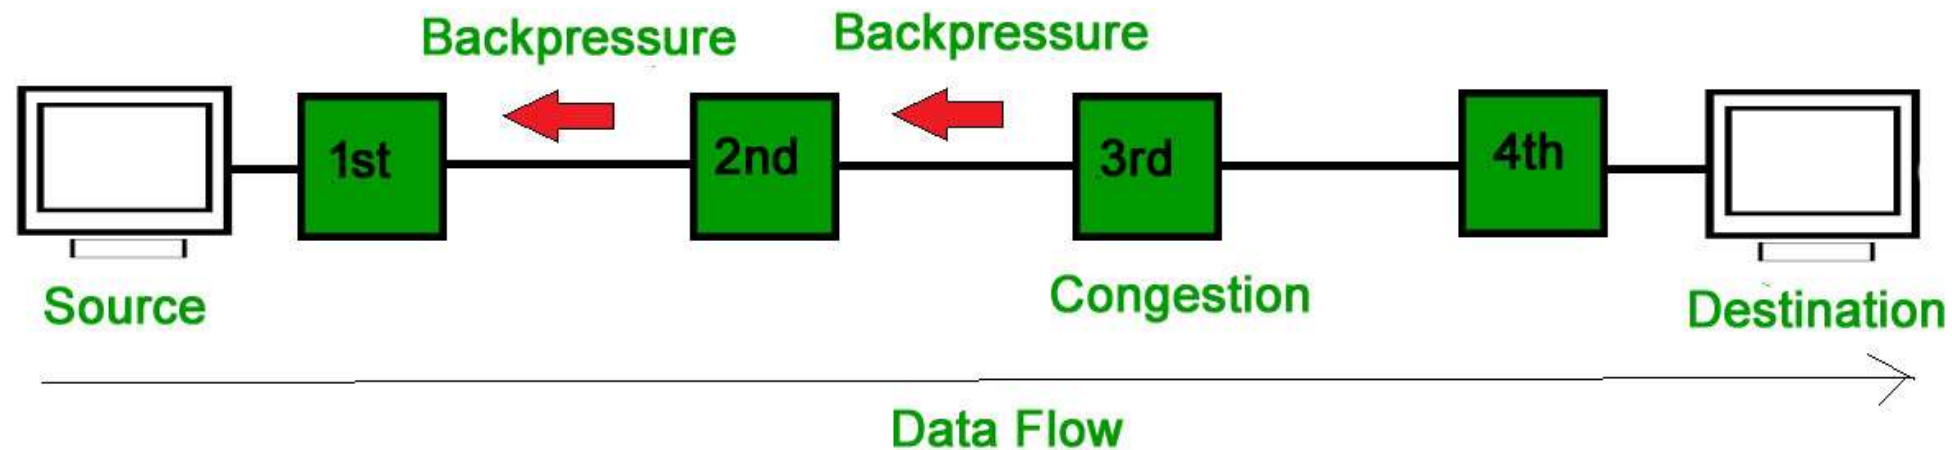 Backpressure
Backpressure
1st
2nd
3rd
4th
Source
Congestion
Destination
Data Flow